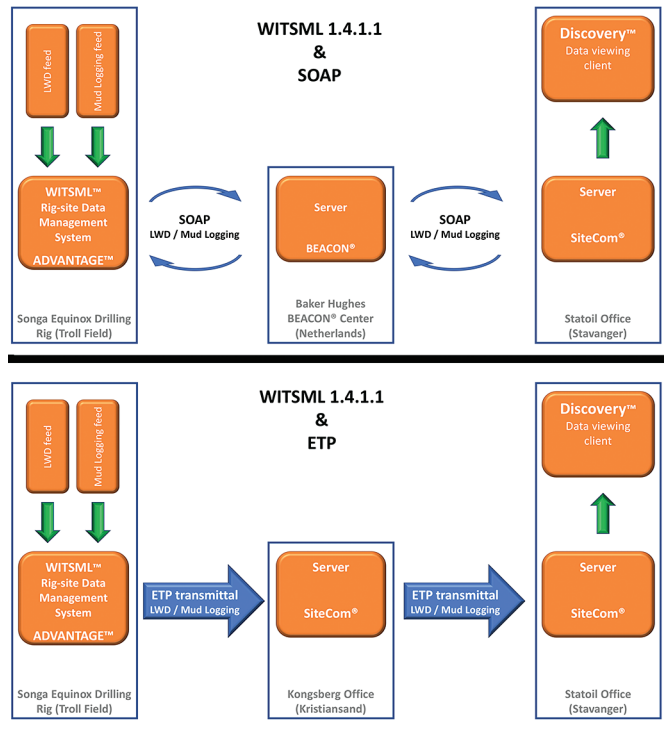 WITSML 1.4.1.1
&
SOAP
LWD feed
Mud Logging feed
Discovery™
Data viewing
client
WITSML™
Rig-site Data
Management
System
ADVANTAGE™
SOAP
LWD / Mud Logging
Server
BEACON®
SOAP
LWD / Mud Logging
Server
SiteCom®
Songa Equinox Drilling
Rig (Troll Field)
Baker Hughes
BEACON® Center
(Netherlands)
Statoil Office
(Stavanger)
WITSML 1.4.1.1
&
ETP
LWD feed
Mud Logging feed
Discovery™
Data viewing
client
WITSML™
Rig-site Data
Management
System
ADVANTAGE™
ETP transmittal
LWD / Mud Logging
Server
SiteCom®
ETP transmittal
LWD / Mud Logging
Server
SiteCom®
Songa Equinox Drilling
Rig (Troll Field)
Kongsberg Office
(Kristiansand)
Statoil Office
(Stavanger)